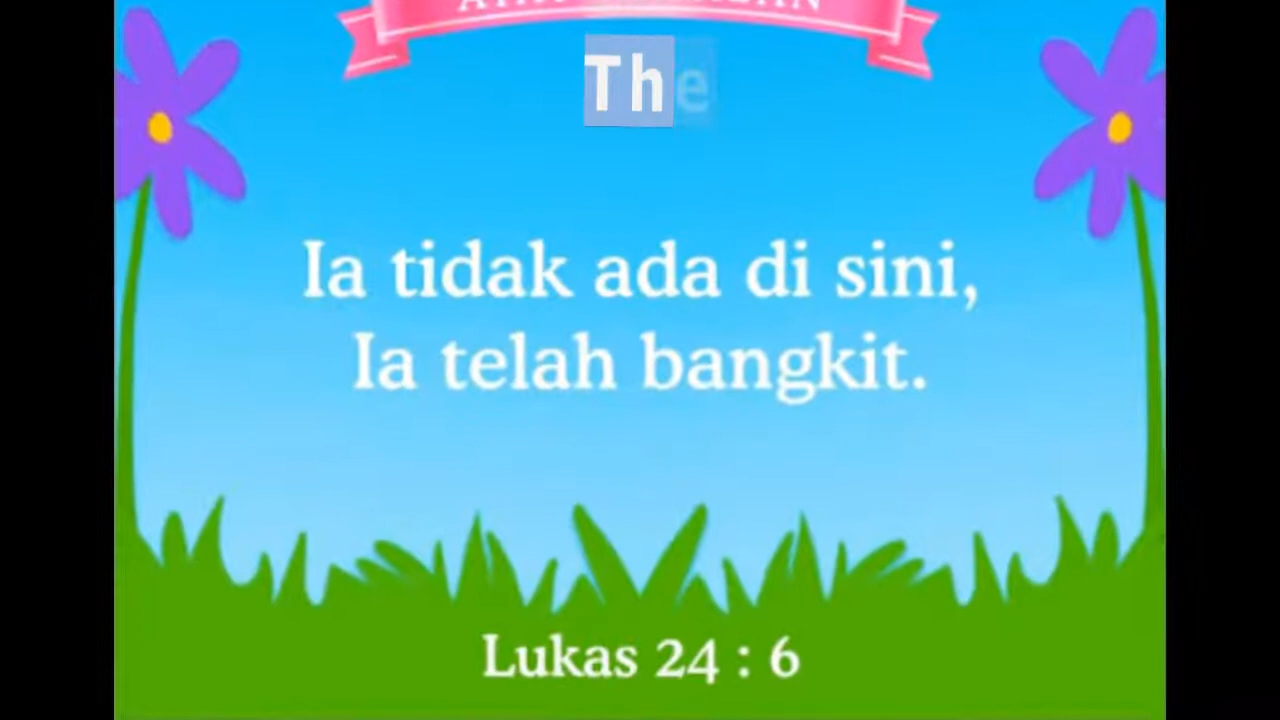 The
Ia tidak ada di sini,
Ia telah bangkit.
Lukas 24 : 6